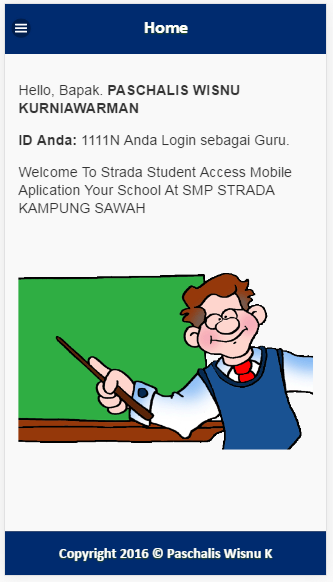 Home
Hello, Bapak. PASCHALIS WISNU
KURNIAWARMAN
ID Anda: 1111N Anda Login sebagai Guru.
Welcome To Strada Student Access Mobile
Aplication Your School At SMP STRADA
KAMPUNG SAWAH
Copyright 2016 © Paschalis Wisnu K